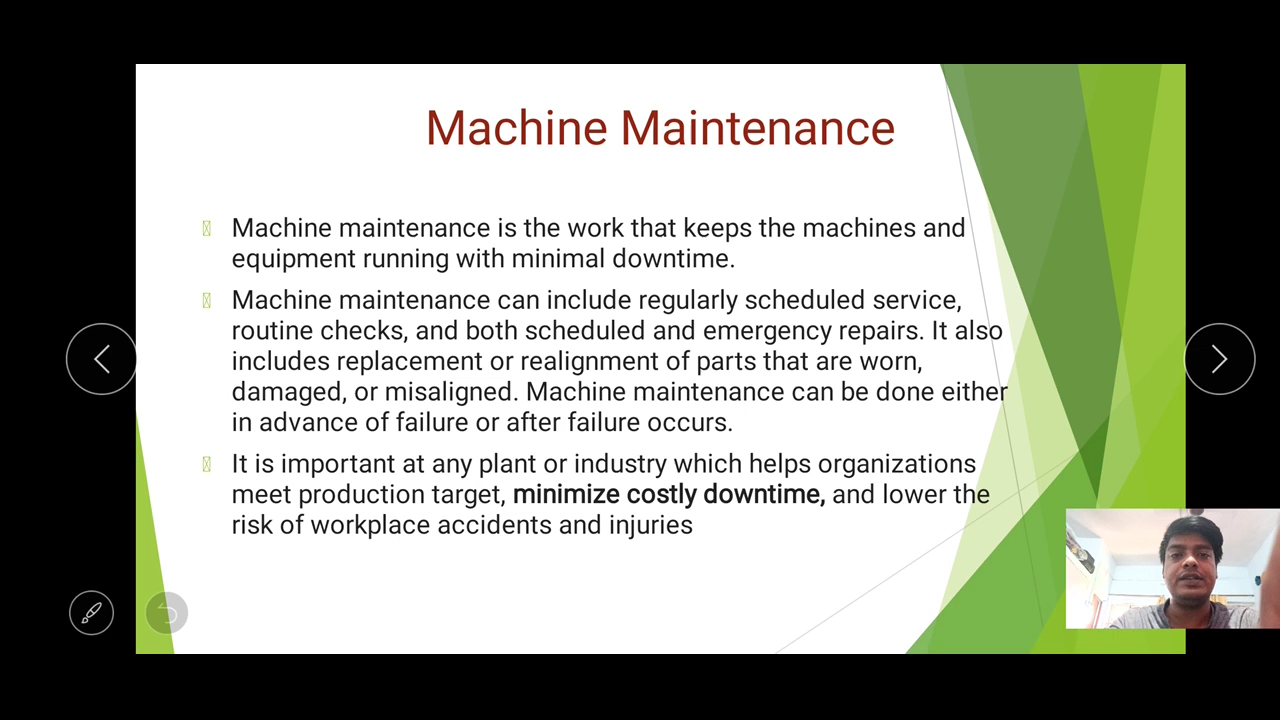 Machine Maintenance
Machine maintenance is the work that keeps the machines and
equipment running with minimal downtime.
Machine maintenance can include regularly scheduled service,
routine checks, and both scheduled and emergency repairs. It also
includes replacement or realignment of parts that are worn,
damaged, or misaligned. Machine maintenance can be done either
in advance of failure or after failure occurs.
It is important at any plant or industry which helps organizations
meet production target, minimize costly downtime, and lower the
risk of workplace accidents and injuries